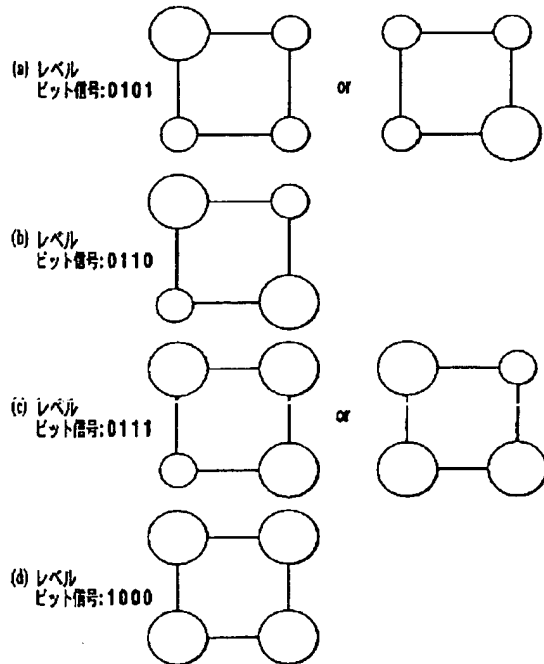 (a) レベル
ビット信号:0101
or
(b) レベル
ビット信号:0110
(c) レベル
ビット信号:0111
or
(d) レベル
ビット信号:1000